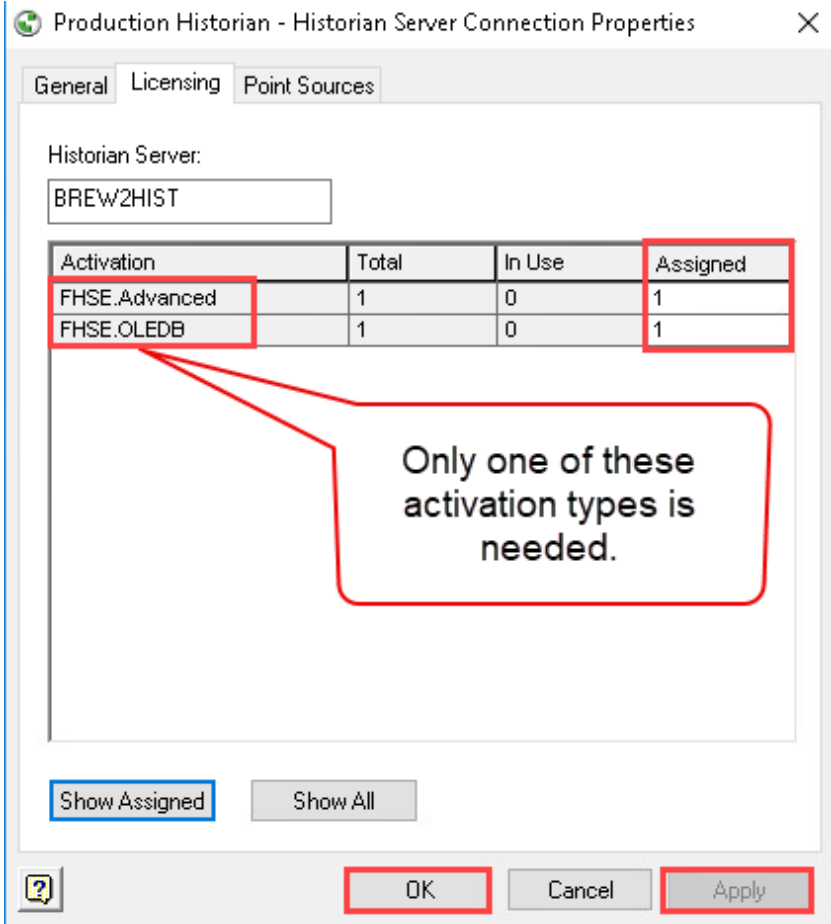 Production Historian - Historian Server Connection Properties
General Licensing Point Sources
Historian Server:
BREW2HIST
Activation Total In Use Assigned
FHSE.Advanced 1 0 1
FHSE.OLEDB 1 0 1
Only one of these
activation types is
needed.
Show Assigned Show All
OK Cancel Apply